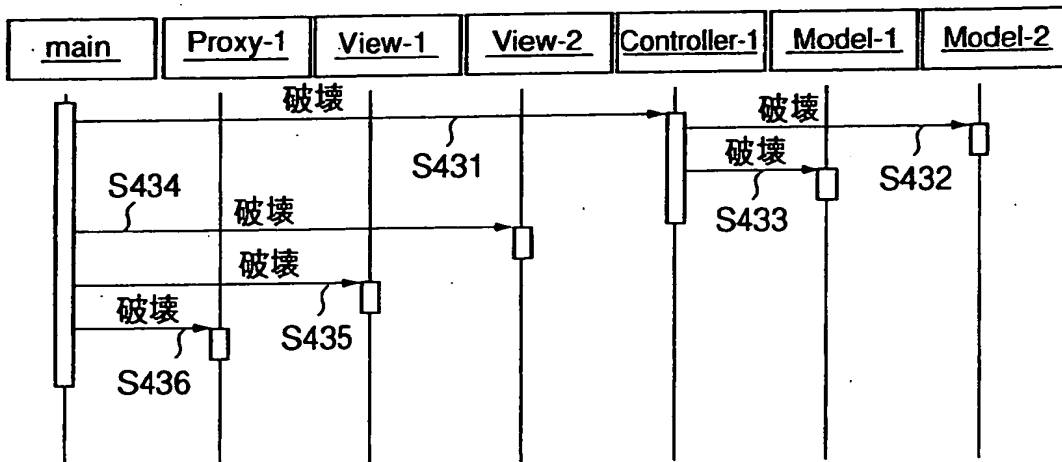 main
Proxy-1
View-1
View-2
Controller-1
Model-1
Model-2
破壊
S431
破壊
S432
破壊
S433
S434
破壊
破壊
S435
破壊
S436